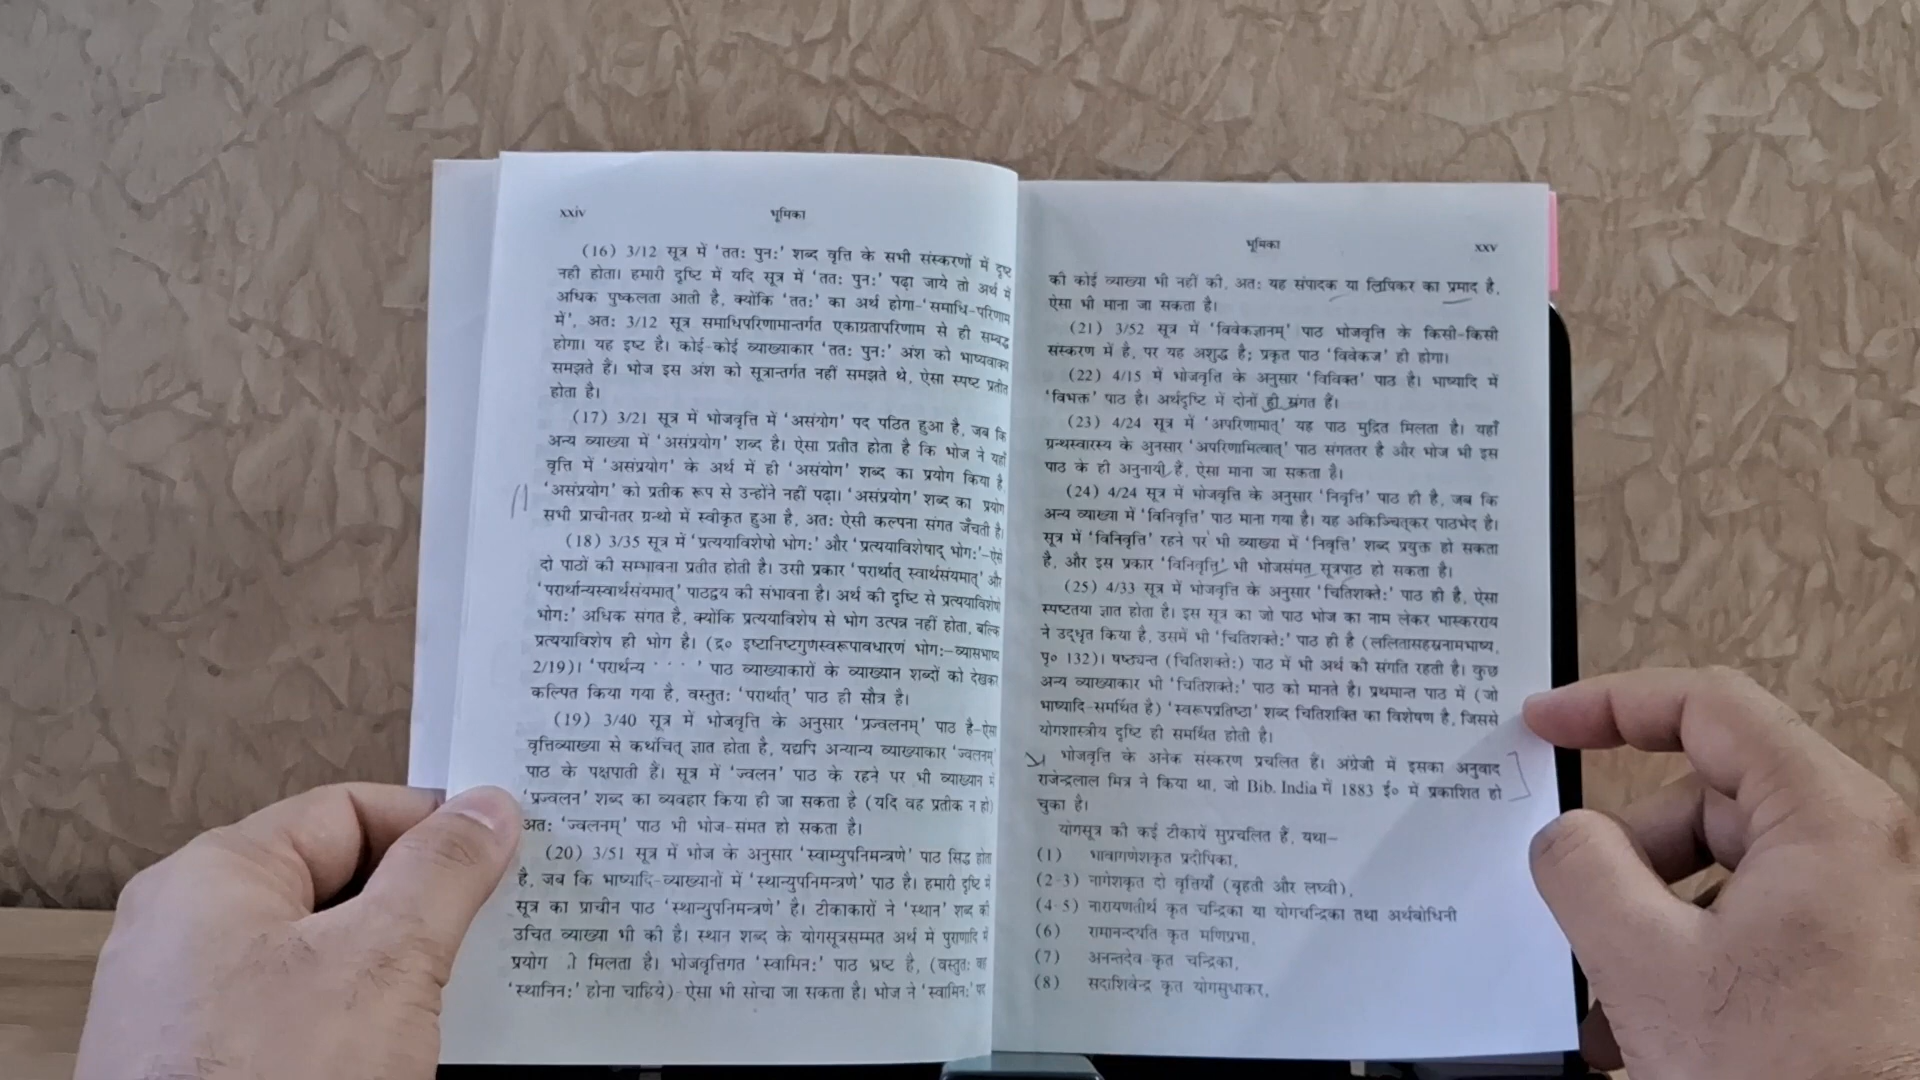 xxiv
भूमिका
(16) 3/12 सूत्र में 'ततः पुनः' शब्द वृत्ति के सभी संस्करणों में दृष्ट
नहीं होता। हमारी दृष्टि में यदि सूत्र में 'ततः पुनः' पढ़ा जाये तो अर्थ में
अधिक पुष्कलता आती है, क्योंकि 'ततः' का अर्थ होगा-'समाधि-परिणाम
में', अतः 3/12 सूत्र समाधिपरिणामान्तर्गत एकाग्रतापरिणाम से ही सम्बद्ध
होगा। यह इष्ट है। कोई-कोई व्याख्याकार 'ततः पुनः' अंश को भाष्यवाक्य
समझते हैं। भोज इस अंश को सूत्रान्तर्गत नहीं समझते थे, ऐसा स्पष्ट प्रतीत
होता है।
(17) 3/21 सूत्र में भोजवृत्ति में 'असंयोग' पद पठित हुआ है, जब कि
अन्य व्याख्या में 'असंप्रयोग' शब्द है। ऐसा प्रतीत होता है कि भोज ने यहाँ
वृत्ति में 'असंप्रयोग' के अर्थ में ही 'असंयोग' शब्द का प्रयोग किया है,
'असंप्रयोग' को प्रतीक रूप से उन्होंने नहीं पढ़ा। 'असंप्रयोग' शब्द का प्रयोग
सभी प्राचीनतर ग्रन्थो में स्वीकृत हुआ है, अतः ऐसी कल्पना संगत जँचती है।
(18) 3/35 सूत्र में 'प्रत्ययाविशेषो भोगः' और 'प्रत्ययाविशेषाद् भोगः'-ऐसे
दो पाठों की सम्भावना प्रतीत होती है। उसी प्रकार 'परार्थात् स्वार्थसंयमात्' और
'परार्थान्यस्वार्थसंयमात्' पाठद्वय की संभावना है। अर्थ की दृष्टि से प्रत्ययाविशेषो
भोगः' अधिक संगत है, क्योंकि प्रत्ययाविशेष से भोग उत्पन्न नहीं होता, बल्कि
प्रत्ययाविशेष ही भोग है। (द्र० इष्टानिष्टगुणस्वरूपावधारणं भोगः-व्यासभाष्य
2/19)। 'परार्थन्य · · · ' पाठ व्याख्याकारों के व्याख्यान शब्दों को देखकर
कल्पित किया गया है, वस्तुतः 'परार्थात्' पाठ ही सौत्र है।
(19) 3/40 सूत्र में भोजवृत्ति के अनुसार 'प्रज्वलनम्' पाठ है-ऐसा
वृत्तिव्याख्या से कथंचित् ज्ञात होता है, यद्यपि अन्यान्य व्याख्याकार 'ज्वलनम्'
पाठ के पक्षपाती हैं। सूत्र में 'ज्वलन' पाठ के रहने पर भी व्याख्यान में
'प्रज्वलन' शब्द का व्यवहार किया ही जा सकता है (यदि वह प्रतीक न हो)
अतः 'ज्वलनम्' पाठ भी भोज-संमत हो सकता है।
(20) 3/51 सूत्र में भोज के अनुसार 'स्वाम्युपनिमन्त्रणे' पाठ सिद्ध होता
है, जब कि भाष्यादि-व्याख्यानों में 'स्थान्युपनिमन्त्रणे' पाठ है। हमारी दृष्टि में
सूत्र का प्राचीन पाठ 'स्थान्युपनिमन्त्रणे' है। टीकाकारों ने 'स्थान' शब्द की
उचित व्याख्या भी की है। स्थान शब्द के योगसूत्रसम्मत अर्थ मे पुराणादि में
प्रयोग मिलता है। भोजवृत्तिगत 'स्वामिनः' पाठ भ्रष्ट है, (वस्तुतः वह
'स्थानिनः' होना चाहिये)-ऐसा भी सोचा जा सकता है। भोज ने 'स्वामिनः' पद
भूमिका
xxv
की कोई व्याख्या भी नहीं की, अतः यह संपादक या लिपिकर का प्रमाद है,
ऐसा भी माना जा सकता है।
(21) 3/52 सूत्र में 'विवेकज्ञानम्' पाठ भोजवृत्ति के किसी-किसी
संस्करण में है, पर यह अशुद्ध है; प्रकृत पाठ 'विवेकज' ही होगा।
(22) 4/15 में भोजवृत्ति के अनुसार 'विविक्त' पाठ है। भाष्यादि में
'विभक्त' पाठ है। अर्थदृष्टि में दोनों ही संगत हैं।
(23) 4/24 सूत्र में 'अपरिणामात्' यह पाठ मुद्रित मिलता है। यहाँ
ग्रन्थस्वारस्य के अुनसार 'अपरिणामित्वात्' पाठ संगततर है और भोज भी इस
पाठ के ही अनुनायी हैं, ऐसा माना जा सकता है।
(24) 4/24 सूत्र में भोजवृत्ति के अनुसार 'निवृत्ति' पाठ ही है, जब कि
अन्य व्याख्या में 'विनिवृत्ति' पाठ माना गया है। यह अकिञ्चित्कर पाठभेद है।
सूत्र में 'विनिवृत्ति' रहने पर भी व्याख्या में 'निवृत्ति' शब्द प्रयुक्त हो सकता
है, और इस प्रकार 'विनिवृत्ति' भी भोजसंमत सूत्रपाठ हो सकता है।
(25) 4/33 सूत्र में भोजवृत्ति के अनुसार 'चितिशक्तेः' पाठ ही है, ऐसा
स्पष्टतया ज्ञात होता है। इस सूत्र का जो पाठ भोज का नाम लेकर भास्करराय
ने उद्धृत किया है, उसमें भी 'चितिशक्तेः' पाठ ही है (ललितासहस्रनामभाष्य,
पृ० 132)। षष्ठ्यन्त (चितिशक्तेः) पाठ में भी अर्थ की संगति रहती है। कुछ
अन्य व्याख्याकार भी 'चितिशक्तेः' पाठ को मानते है। प्रथमान्त पाठ में (जो
भाष्यादि-समर्थित है) 'स्वरूपप्रतिष्ठा' शब्द चितिशक्ति का विशेषण है, जिससे
योगशास्त्रीय दृष्टि ही समर्थित होती है।
भोजवृत्ति के अनेक संस्करण प्रचलित हैं। अंग्रेजी में इसका अनुवाद
राजेन्द्रलाल मित्र ने किया था, जो Bib. India में 1883 ई० में प्रकाशित हो
चुका है।
योगसूत्र की कई टीकायें सुप्रचलित हैं, यथा—
(1) भावागणेशकृत प्रदीपिका,
(2-3) नागेशकृत दो वृत्तियाँ (बृहती और लघ्वी),
(4-5) नारायणतीर्थ कृत चन्द्रिका या योगचन्द्रिका तथा अर्थबोधिनी
(6) रामानन्दयति कृत मणिप्रभा,
(7) अनन्तदेव कृत चन्द्रिका,
(8) सदाशिवेन्द्र कृत योगसुधाकर,